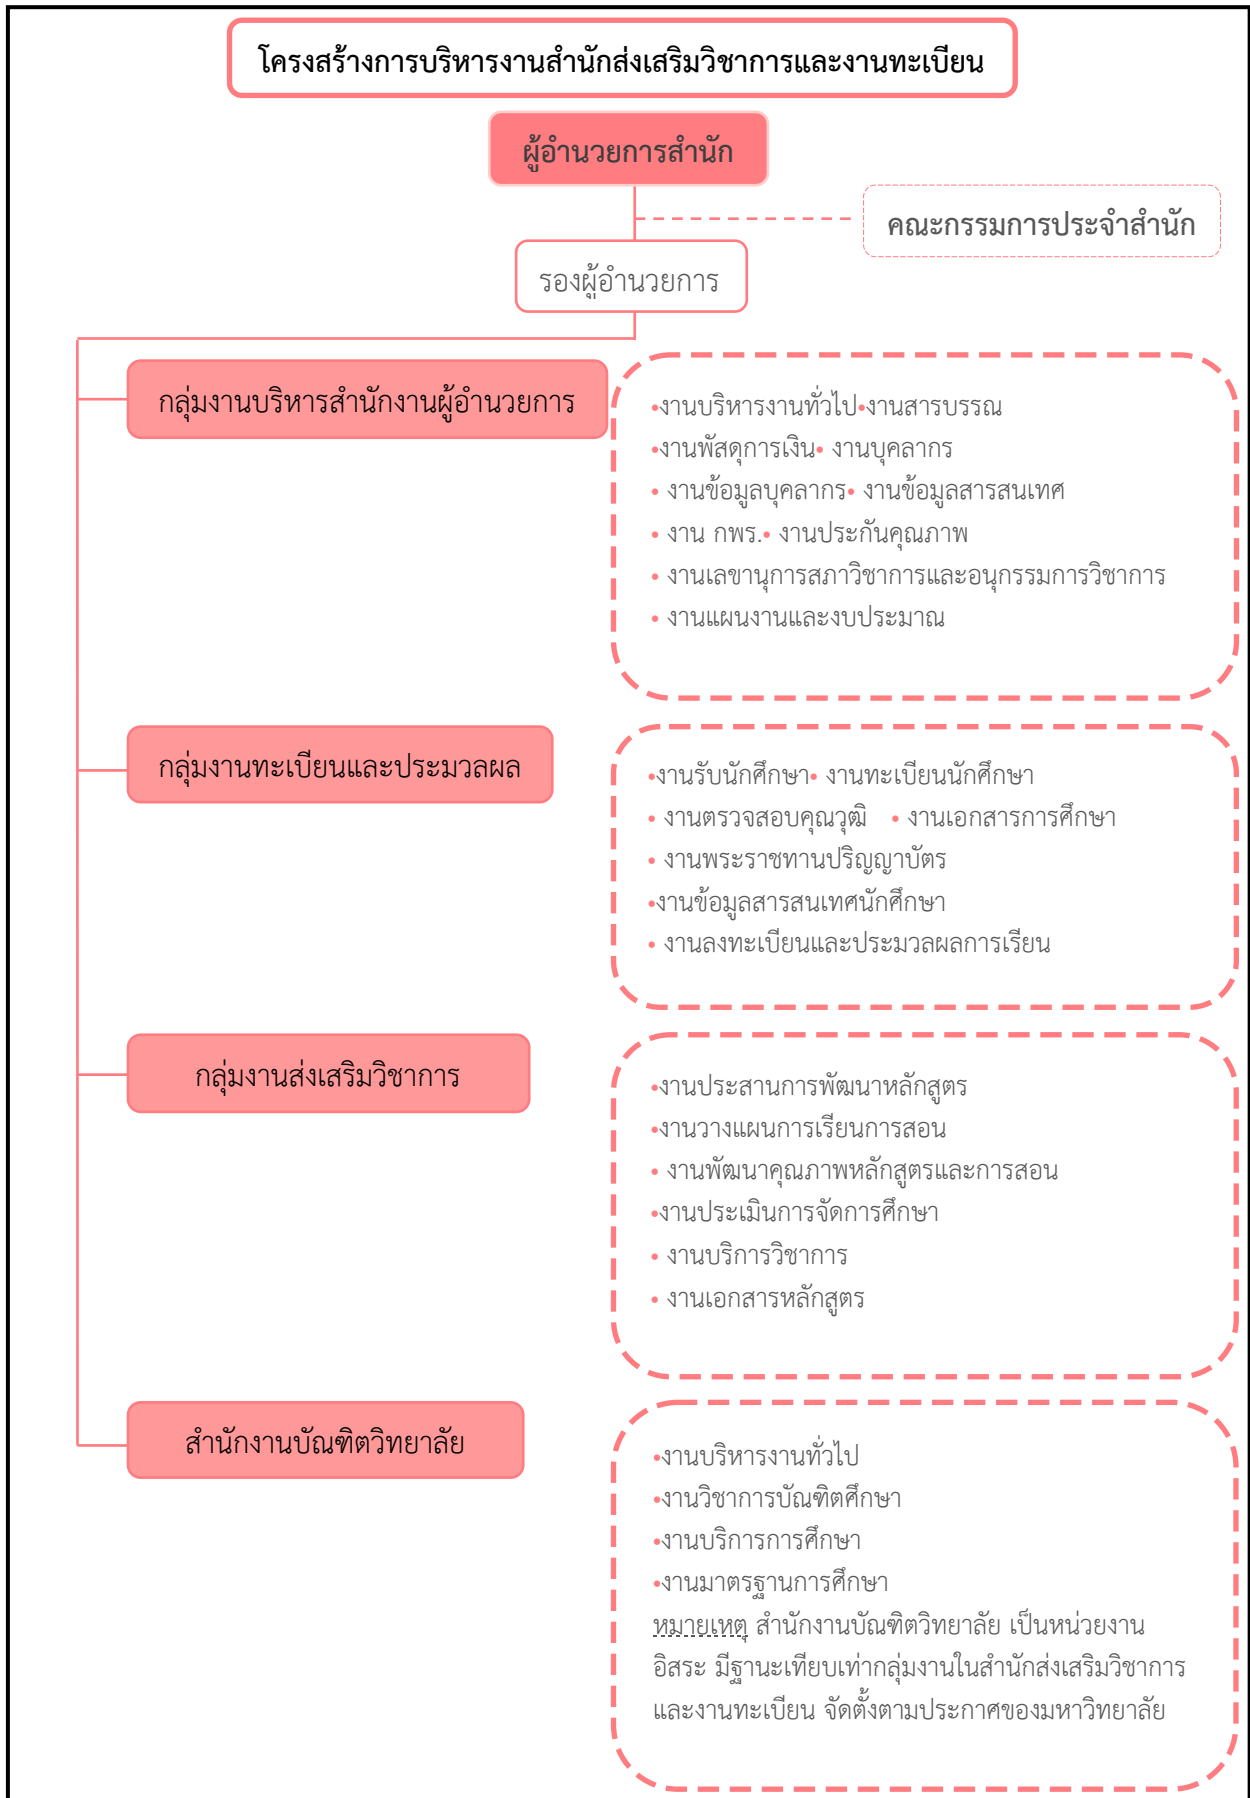 โครงสร้างการบริหารงานสำนักส่งเสริมวิชาการและงานทะเบียน
ผู้อำนวยการสำนัก
คณะกรรมการประจำสำนัก
รองผู้อำนวยการ
กลุ่มงานบริหารสำนักงานผู้อำนวยการ
•งานบริหารงานทั่วไป•งานสารบรรณ
•งานพัสดุการเงิน• งานบุคลากร
• งานข้อมูลบุคลากร• งานข้อมูลสารสนเทศ
• งาน กพร.• งานประกันคุณภาพ
• งานเลขานุการสภาวิชาการและอนุกรรมการวิชาการ
• งานแผนงานและงบประมาณ
กลุ่มงานทะเบียนและประมวลผล
•งานรับนักศึกษา• งานทะเบียนนักศึกษา
• งานตรวจสอบคุณวุฒิ • งานเอกสารการศึกษา
• งานพระราชทานปริญญาบัตร
•งานข้อมูลสารสนเทศนักศึกษา
• งานลงทะเบียนและประมวลผลการเรียน
กลุ่มงานส่งเสริมวิชาการ
•งานประสานการพัฒนาหลักสูตร
•งานวางแผนการเรียนการสอน
• งานพัฒนาคุณภาพหลักสูตรและการสอน
•งานประเมินการจัดการศึกษา
• งานบริการวิชาการ
• งานเอกสารหลักสูตร
สำนักงานบัณฑิตวิทยาลัย
•งานบริหารงานทั่วไป
•งานวิชาการบัณฑิตศึกษา
•งานบริการการศึกษา
•งานมาตรฐานการศึกษา
หมายเหตุ สำนักงานบัณฑิตวิทยาลัย เป็นหน่วยงาน
อิสระ มีฐานะเทียบเท่ากลุ่มงานในสำนักส่งเสริมวิชาการ
และงานทะเบียน จัดตั้งตามประกาศของมหาวิทยาลัย